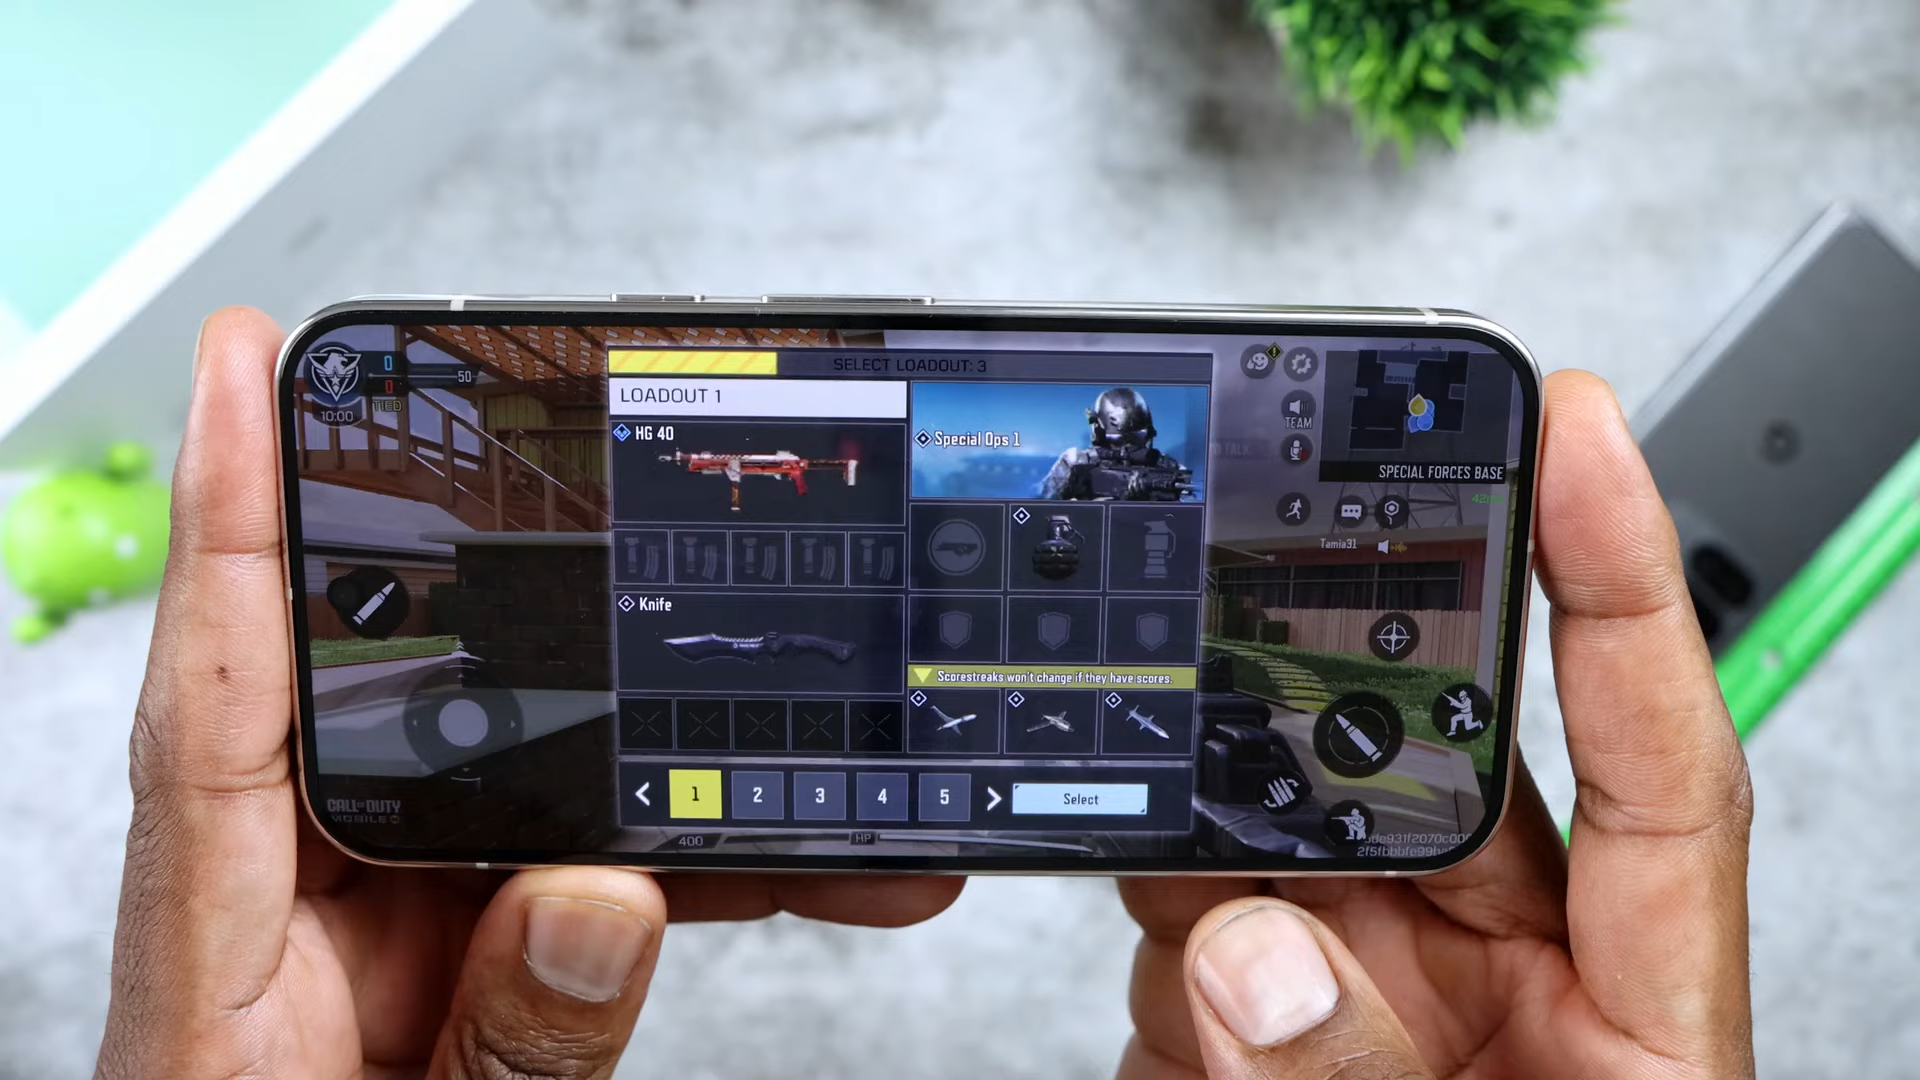 0
50
0
TIED
10:00
SELECT LOADOUT: 3
LOADOUT 1
HG 40
Special Ops 1
Knife
Scorestreaks won't change if they have scores.
1
2
3
4
5
Select
TEAM
TALK
SPECIAL FORCES BASE
Tamia31
CALL OF DUTY
MOBILE
400
HP